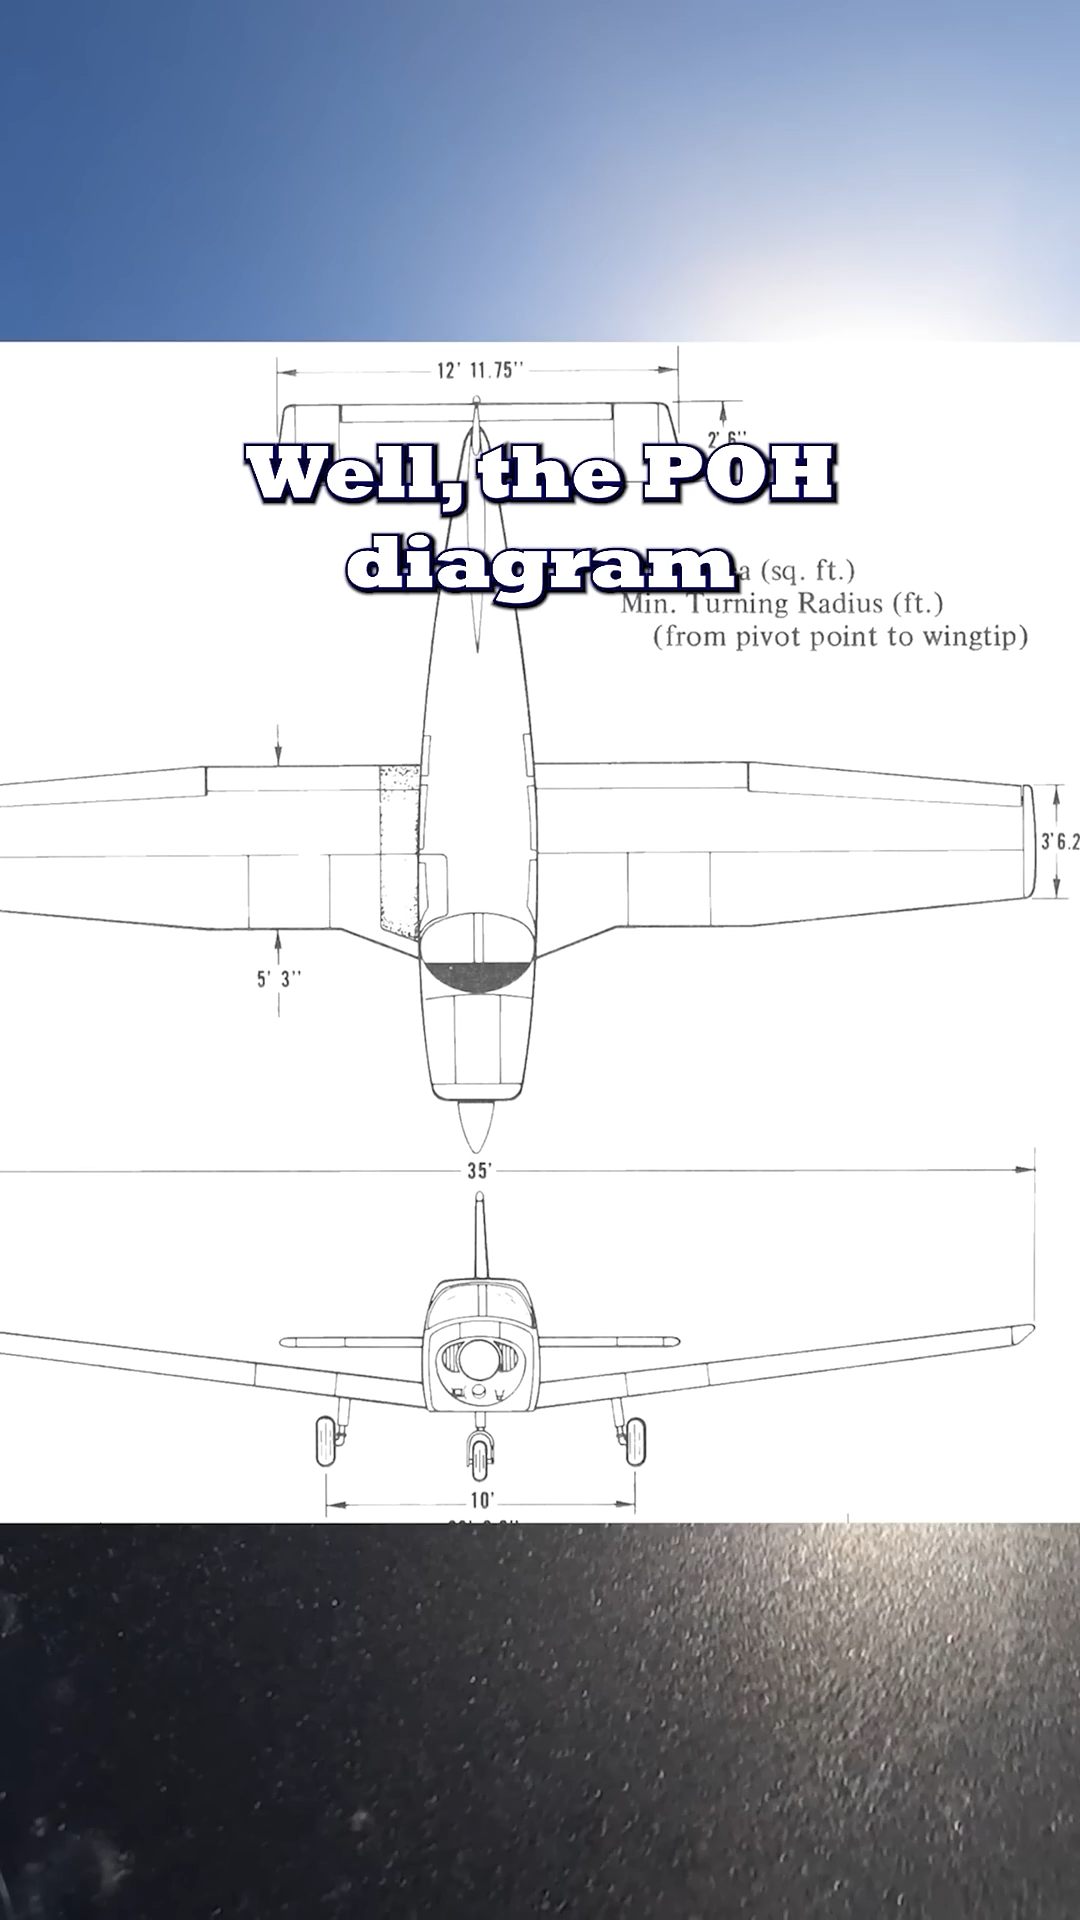 12' 11.75''
2' 6''
Well, the POH
diagram
a (sq. ft.)
Min. Turning Radius (ft.)
(from pivot point to wingtip)
3' 6.2
5' 3''
35'
10'